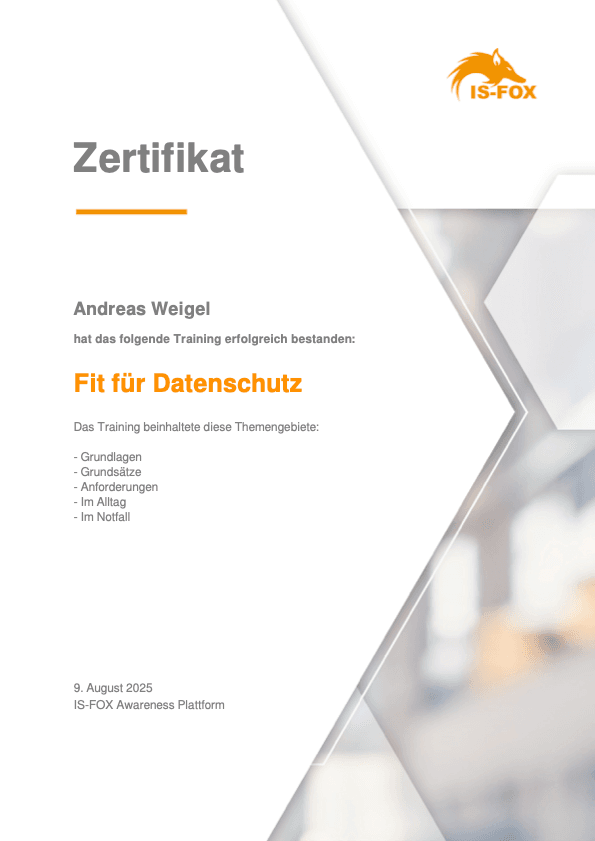 IS-FOX
Zertifikat
Andreas Weigel
hat das folgende Training erfolgreich bestanden:
Fit für Datenschutz
Das Training beinhaltete diese Themengebiete:
- Grundlagen
- Grundsätze
- Anforderungen
- Im Alltag
- Im Notfall
9. August 2025
IS-FOX Awareness Plattform